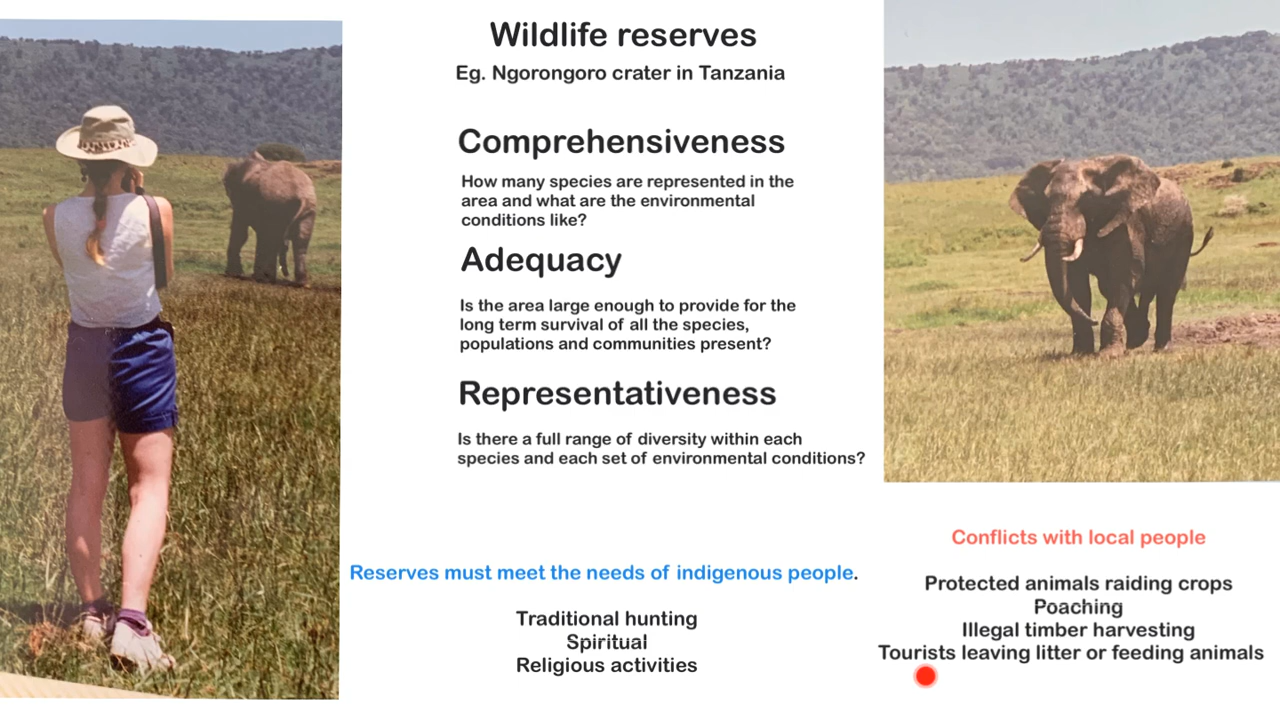 Wildlife reserves
Eg. Ngorongoro crater in Tanzania
Comprehensiveness
How many species are represented in the
area and what are the environmental
conditions like?
Adequacy
Is the area large enough to provide for the
long term survival of all the species,
populations and communities present?
Representativeness
Is there a full range of diversity within each
species and each set of environmental conditions?
Reserves must meet the needs of indigenous people.
Traditional hunting
Spiritual
Religious activities
Conflicts with local people
Protected animals raiding crops
Poaching
Illegal timber harvesting
Tourists leaving litter or feeding animals